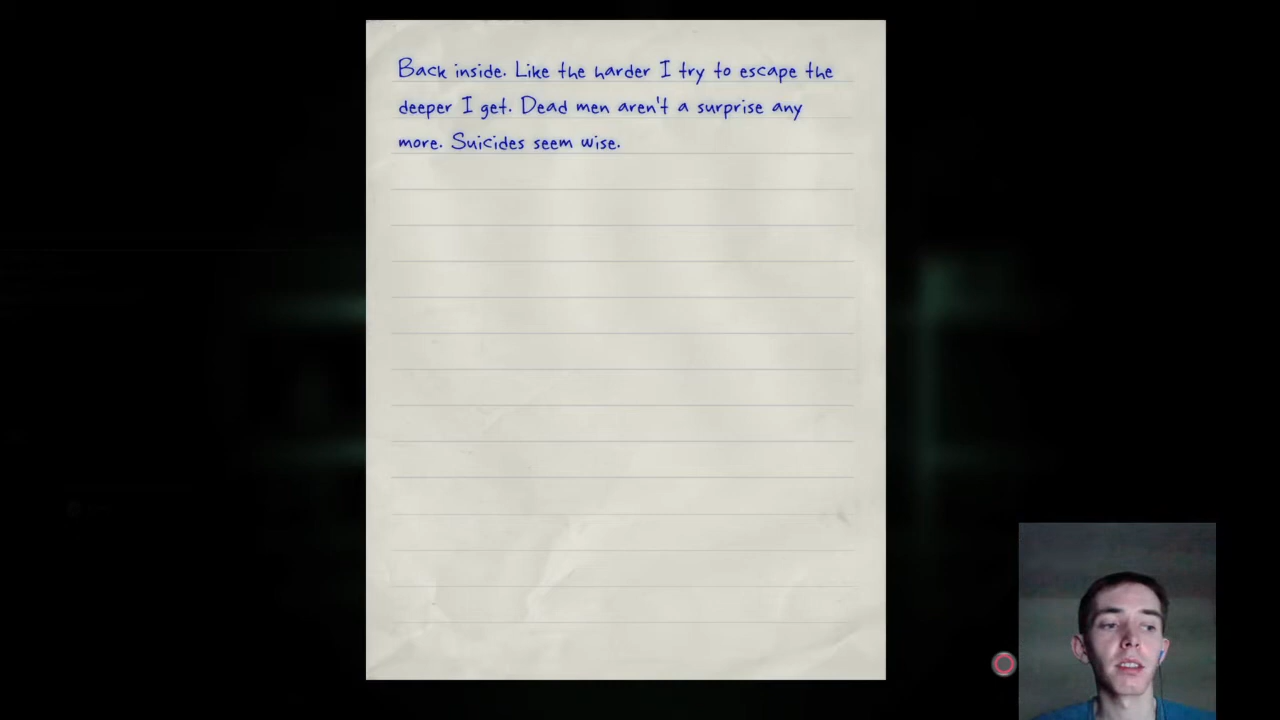 Back inside. Like the harder I try to escape the
deeper I get. Dead men aren't a surprise any
more. Suicides seem wise.